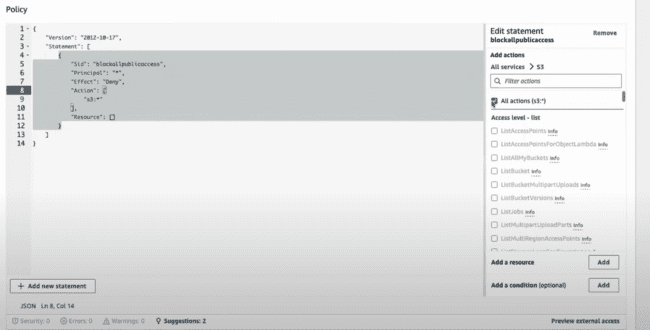 Policy
1 {
2 "Version": "2012-10-17",
3 "Statement": [
4 {
5 "Sid": "blockallpublicaccess",
6 "Principal": "*",
7 "Effect": "Deny",
8 "Action": [
9 "s3:*"
10 ],
11 "Resource": []
12 }
13 ]
14 }
+ Add new statement
JSON Ln 8, Col 14
Security: 0 Errors: 0 Warnings: 0 Suggestions: 2
Preview external access
Edit statement
Remove
blockallpublicaccess
Add actions
All services > S3
Filter actions
All actions (s3:*)
Access level - list
ListAccessPoints Info
ListAccessPointsForObjectLambda Info
ListAllMyBuckets Info
ListBucket Info
ListBucketMultipartUploads Info
ListBucketVersions Info
ListJobs Info
ListMultipartUploadParts Info
ListMultiRegionAccessPoints Info
Add a resource
Add
Add a condition (optional)
Add